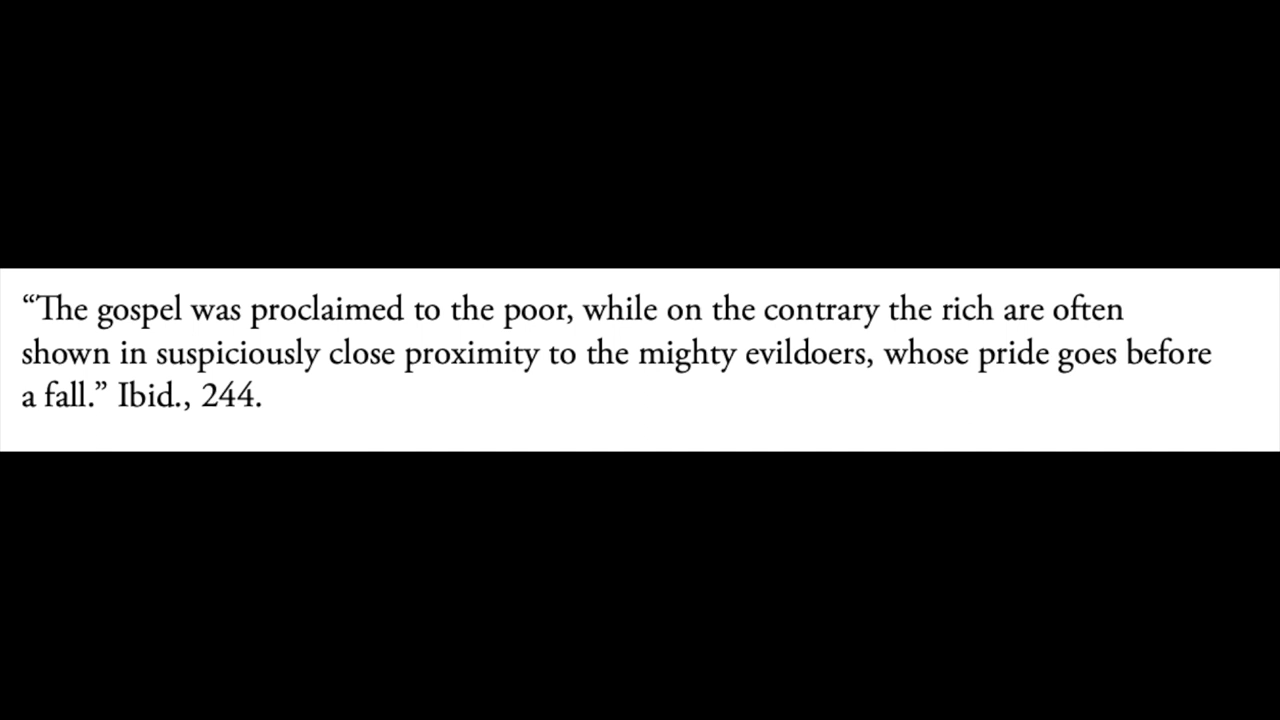 “The gospel was proclaimed to the poor, while on the contrary the rich are often
shown in suspiciously close proximity to the mighty evildoers, whose pride goes before
a fall.” Ibid., 244.